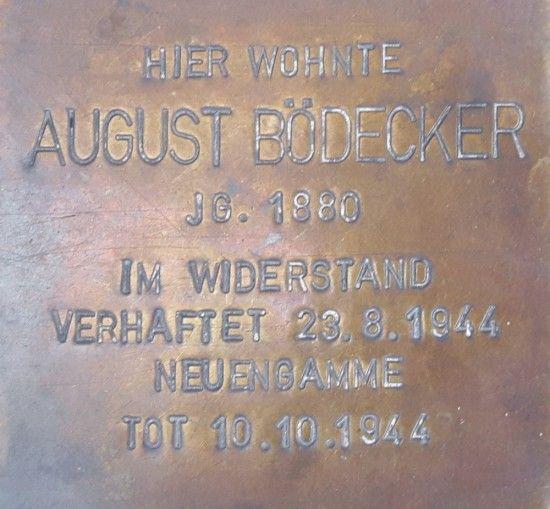 HIER WOHNTE
AUGUST BÖDECKER
JG. 1880
IM WIDERSTAND
VERHAFTET 23.8.1944
NEUENGAMME
TOT 10.10.1944